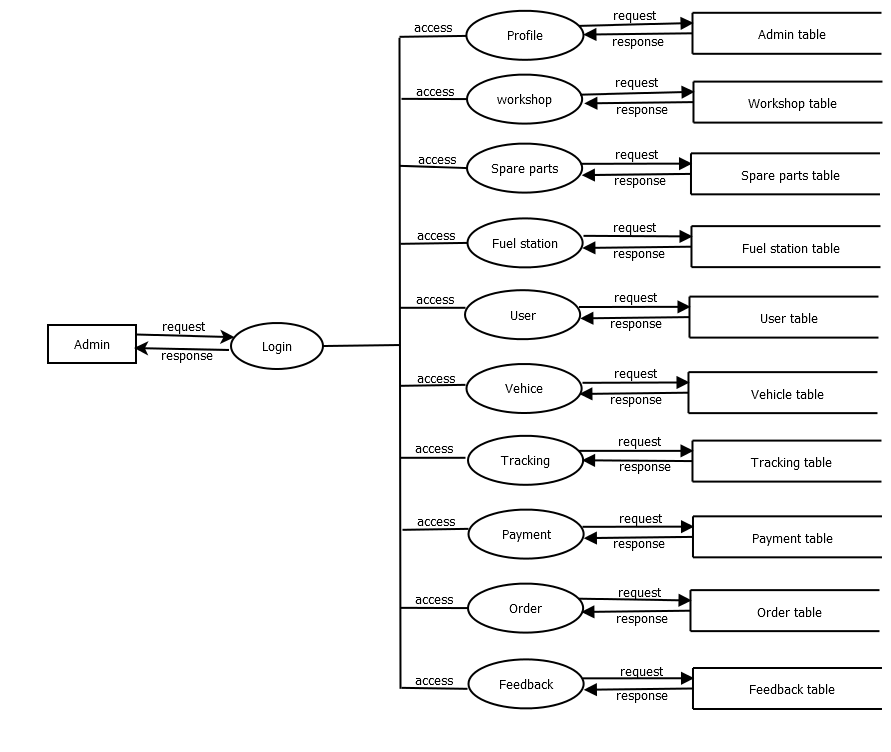 access
Profile
request
response
Admin table
access
workshop
request
response
Workshop table
access
Spare parts
request
response
Spare parts table
access
Fuel station
request
response
Fuel station table
access
User
request
response
User table
Admin
request
response
Login
access
Vehice
request
response
Vehicle table
access
Tracking
request
response
Tracking table
access
Payment
request
response
Payment table
access
Order
request
response
Order table
access
Feedback
request
response
Feedback table